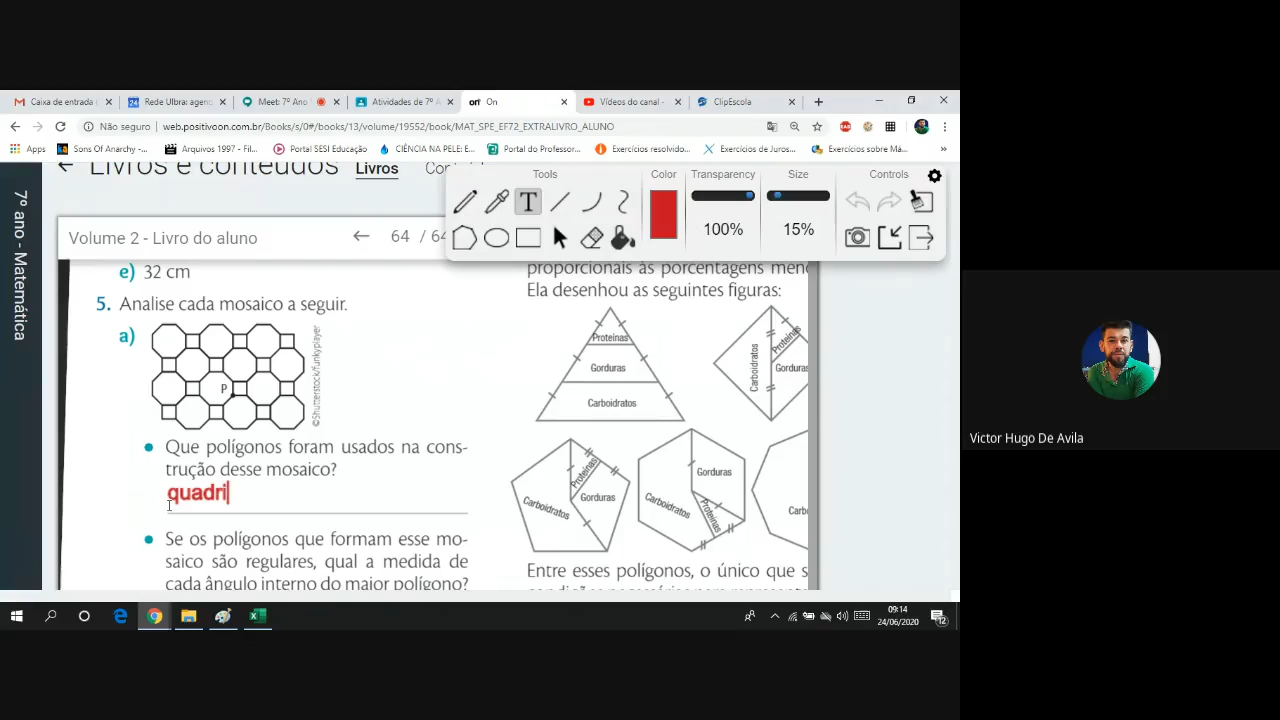 Caixa de entrada
Rede Ulbra: agen
Meet: 7º Ano
Atividades de 7º A
On
Vídeos do canal -
ClipEscola
Não seguro
web.positivoon.com.br/Books/s/0#/books/13/volume/19552/book/MAT_SPE_EF72_EXTRALIVRO_ALUNO
Apps
Sons Of Anarchy -...
Arquivos 1997 - Fil...
Portal SESI Educação
CIÊNCIA NA PELE: E...
Portal do Professor...
Exercícios resolvido...
Exercícios de Juros...
Exercícios sobre Má...
»
Livros e conteúdos
Livros
7º ano - Matemática
Tools
Color
Transparency
Size
Controls
100%
15%
Volume 2 - Livro do aluno
64 / 64
e) 32 cm
5. Analise cada mosaico a seguir.
a)
P
©Shutterstock/funkyplayer
• Que polígonos foram usados na cons-
trução desse mosaico?
quadri
• Se os polígonos que formam esse mo-
saico são regulares, qual a medida de
cada ângulo interno do maior polígono?
proporcionais às porcentagens men
Ela desenhou as seguintes figuras:
Proteínas
Gorduras
Carboidratos
Carboidratos
Proteínas
Gorduras
Carboidratos
Proteínas
Gorduras
Carboidratos
Gorduras
Proteínas
Carb
Entre esses polígonos, o único que s
Victor Hugo De Avila
09:14
24/06/2020
12